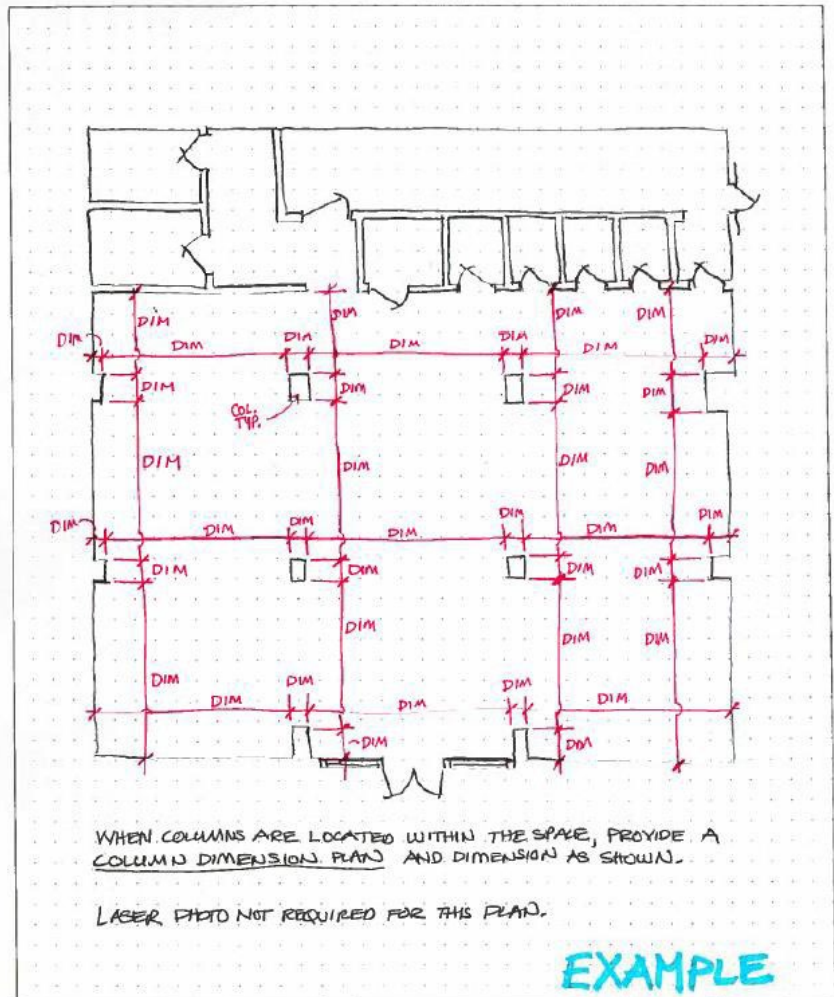 DIM DIM DIM DIM
DIM DIM DIM DIM DIM DIM DIM
DIM DIM DIM DIM
COL.
TYP.
DIM DIM DIM DIM
DIM DIM DIM DIM DIM DIM DIM
DIM DIM DIM DIM
DIM DIM DIM
DIM DIM DIM
DIM DIM DIM
DIM DIM
WHEN COLUMNS ARE LOCATED WITHIN THE SPACE, PROVIDE A
COLUMN DIMENSION PLAN AND DIMENSION AS SHOWN.
LASER PHOTO NOT REQUIRED FOR THIS PLAN.
EXAMPLE